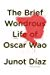 The Brief
Wondrous
Life of
Oscar Wao
Junot Díaz